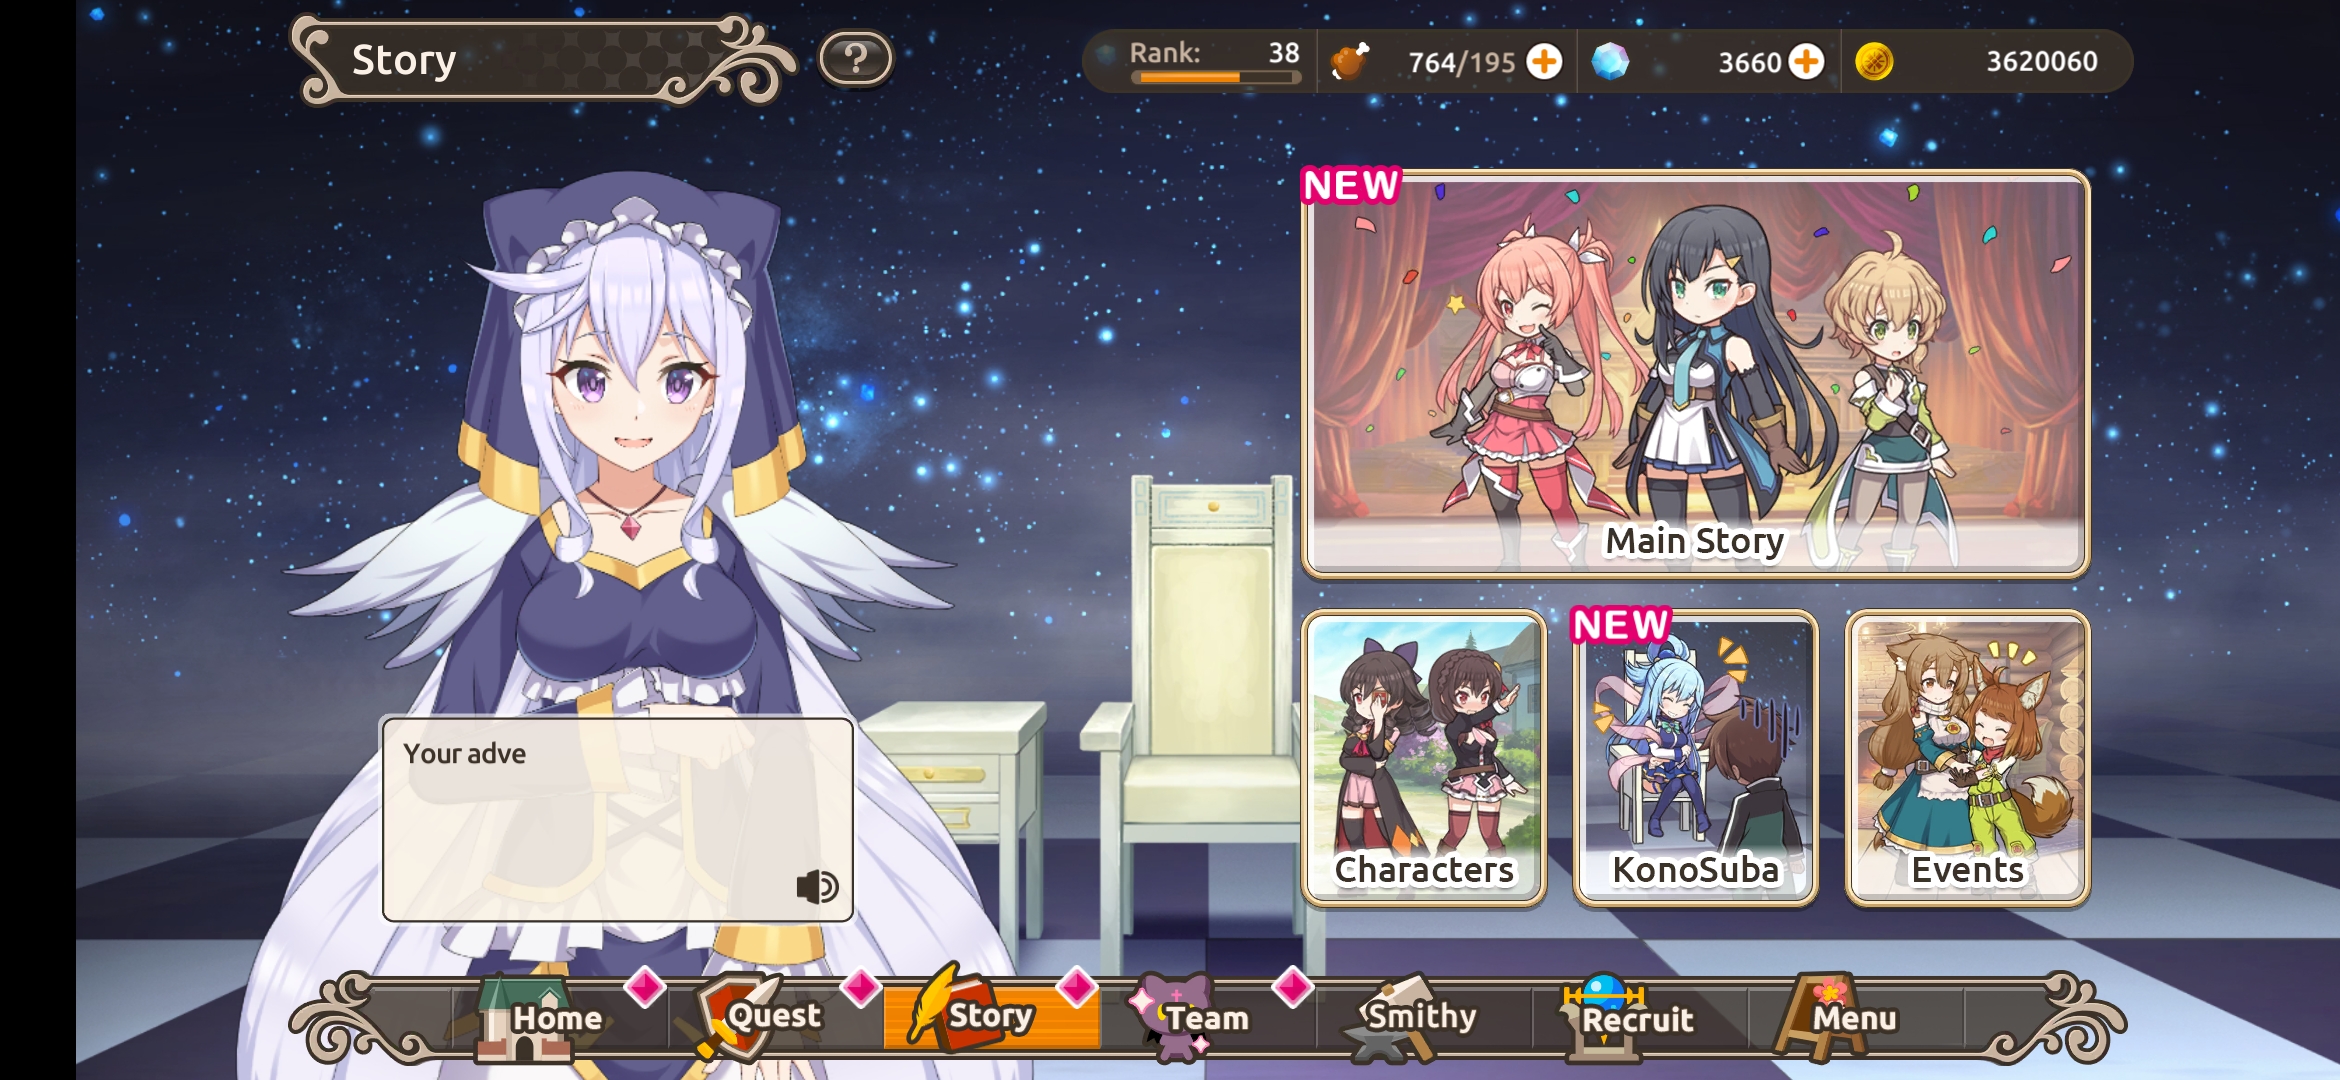 Story
?
Rank: 38
764/195
3660
3620060
NEW
Main Story
NEW
Characters
KonoSuba
Events
Your adve
Home
Quest
Story
Team
Smithy
Recruit
Menu